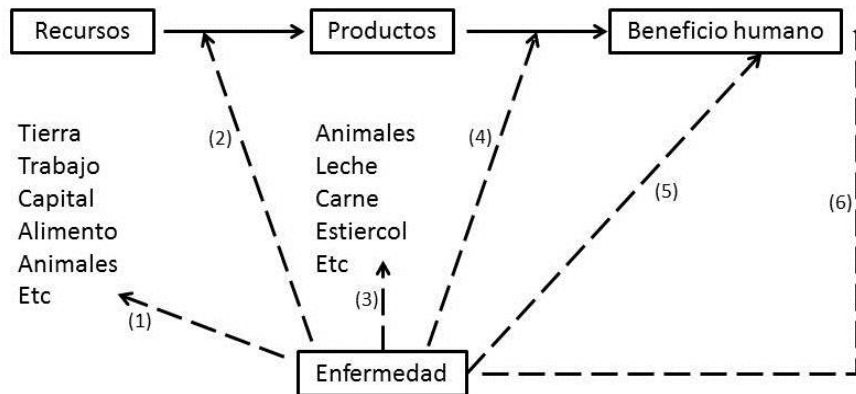 Recursos
Productos
Beneficio humano
Tierra
Trabajo
Capital
Alimento
Animales
Etc
(1)
(2)
Animales
Leche
Carne
Estiercol
Etc
(3)
(4)
(5)
(6)
Enfermedad